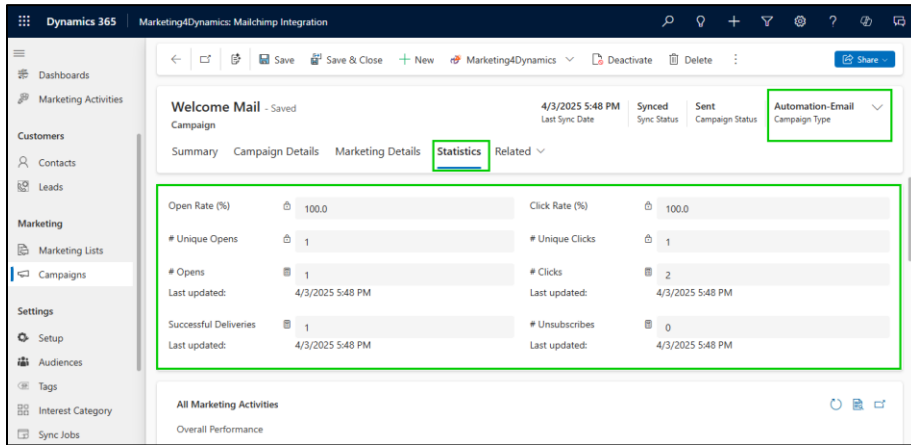 Dynamics 365 Marketing4Dynamics: Mailchimp Integration
Save Save & Close New Marketing4Dynamics Deactivate Delete Share
Dashboards
Marketing Activities
Customers
Contacts
Leads
Marketing
Marketing Lists
Campaigns
Settings
Setup
Audiences
Tags
Interest Category
Sync Jobs
Welcome Mail - Saved
Campaign
4/3/2025 5:48 PM Synced Sent Automation-Email
Last Sync Date Sync Status Campaign Status Campaign Type
Summary Campaign Details Marketing Details Statistics Related
Open Rate (%) 100.0 Click Rate (%) 100.0
# Unique Opens 1 # Unique Clicks 1
# Opens 1 # Clicks 2
Last updated: 4/3/2025 5:48 PM Last updated: 4/3/2025 5:48 PM
Successful Deliveries 1 # Unsubscribes 0
Last updated: 4/3/2025 5:48 PM Last updated: 4/3/2025 5:48 PM
All Marketing Activities
Overall Performance